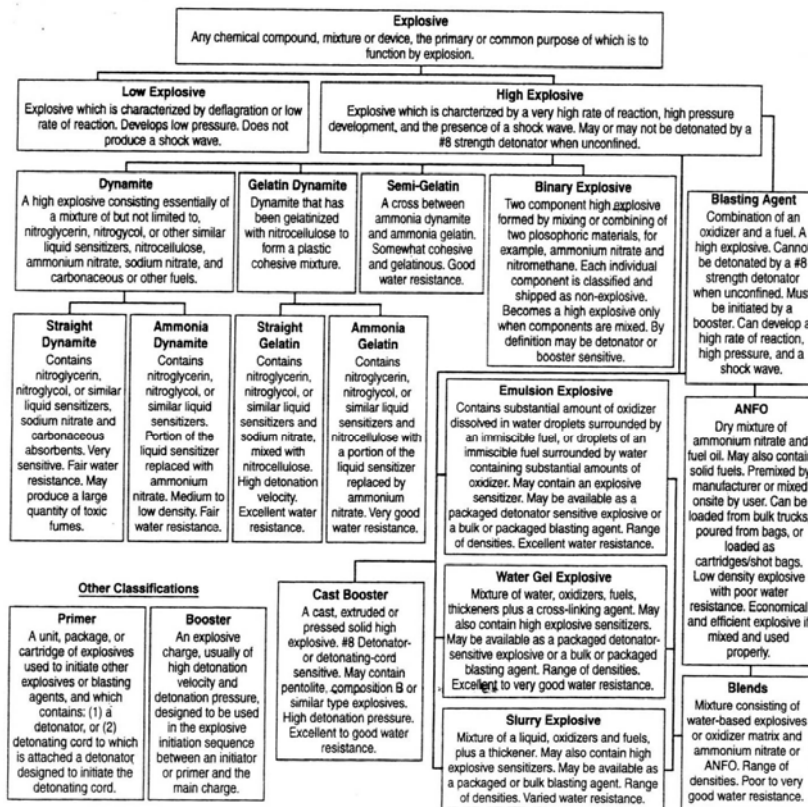 Explosive
Any chemical compound, mixture or device, the primary or common purpose of which is to
function by explosion.
Low Explosive
Explosive which is characterized by deflagration or low
rate of reaction. Develops low pressure. Does not
produce a shock wave.
High Explosive
Explosive which is charcterized by a very high rate of reaction, high pressure
development, and the presence of a shock wave. May or may not be detonated by a
#8 strength detonator when unconfined.
Dynamite
A high explosive consisting essentially of
a mixture of but not limited to,
nitroglycerin, nitrogycol, or other similar
liquid sensitizers, nitrocellulose,
ammonium nitrate, sodium nitrate, and
carbonaceous or other fuels.
Gelatin Dynamite
Dynamite that has
been gelatinized
with nitrocellulose to
form a plastic
cohesive mixture.
Semi-Gelatin
A cross between
ammonia dynamite
and ammonia gelatin.
Somewhat cohesive
and gelatinous. Good
water resistance.
Binary Explosive
Two component high explosive
formed by mixing or combining of
two plosophoric materials, for
example, ammonium nitrate and
nitromethane. Each individual
component is classified and
shipped as non-explosive.
Becomes a high explosive only
when components are mixed. By
definition may be detonator or
booster sensitive.
Blasting Agent
Combination of an
oxidizer and a fuel. A
high explosive. Canno
be detonated by a #8
strength detonator
when unconfined. Mus
be initiated by a
booster. Can develop a
high rate of reaction,
high pressure, and a
shock wave.
Straight
Dynamite
Contains
nitroglycerin,
nitroglycol, or similar
liquid sensitizers,
sodium nitrate and
carbonaceous
absorbents. Very
sensitive. Fair water
resistance. May
produce a large
quantity of toxic
fumes.
Ammonia
Dynamite
Contains
nitroglycerin,
nitroglycol, or
similar liquid
sensitizers.
Portion of the
liquid sensitizer
replaced with
ammonium
nitrate. Medium to
low density. Fair
water resistance.
Straight
Gelatin
Contains
nitroglycerin,
nitroglycol, or
similar liquid
sensitizers and
sodium nitrate,
mixed with
nitrocellulose.
High detonation
velocity.
Excellent water
resistance.
Ammonia
Gelatin
Contains
nitroglycerin,
nitroglycol, or
similar liquid
sensitizers and
nitrocellulose with
a portion of the
liquid sensitizer
replaced by
ammonium
nitrate. Very good
water resistance.
Emulsion Explosive
Contains substantial amount of oxidizer
dissolved in water droplets surrounded by
an immiscible fuel, or droplets of an
immiscible fuel surrounded by water
containing substantial amounts of
oxidizer. May contain an explosive
sensitizer. May be available as a
packaged detonator sensitive explosive or
a bulk or packaged blasting agent. Range
of densities. Excellent water resistance.
ANFO
Dry mixture of
ammonium nitrate and
fuel oil. May also contain
solid fuels. Premixed by
manufacturer or mixed
onsite by user. Can be
loaded from bulk trucks,
poured from bags, or
loaded as
cartridges/shot bags.
Low density explosive
with poor water
resistance. Economical
and efficient explosive if
mixed and used
properly.
Other Classifications
Primer
A unit, package, or
cartridge of explosives
used to initiate other
explosives or blasting
agents, and which
contains: (1) a
detonator, or (2)
detonating cord to which
is attached a detonator
designed to initiate the
detonating cord.
Booster
An explosive
charge, usually of
high detonation
velocity and
detonation pressure,
designed to be used
in the explosive
initiation sequence
between an initiator
or primer and the
main charge.
Cast Booster
A cast, extruded or
pressed solid high
explosive. #8 Detonator-
or detonating-cord
sensitive. May contain
pentolite, composition B or
similar type explosives.
High detonation pressure.
Excellent to good water
resistance.
Water Gel Explosive
Mixture of water, oxidizers, fuels,
thickeners plus a cross-linking agent. May
also contain high explosive sensitizers.
May be available as a packaged detonator-
sensitive explosive or a bulk or packaged
blasting agent. Range of densities.
Excellent to very good water resistance.
Slurry Explosive
Mixture of a liquid, oxidizers and fuels,
plus a thickener. May also contain high
explosive sensitizers. May be available as
a packaged or bulk blasting agent. Range
of densities. Varied water resistance.
Blends
Mixture consisting of
water-based explosives
or oxidizer matrix and
ammonium nitrate or
ANFO. Range of
densities. Poor to very
good water resistance.